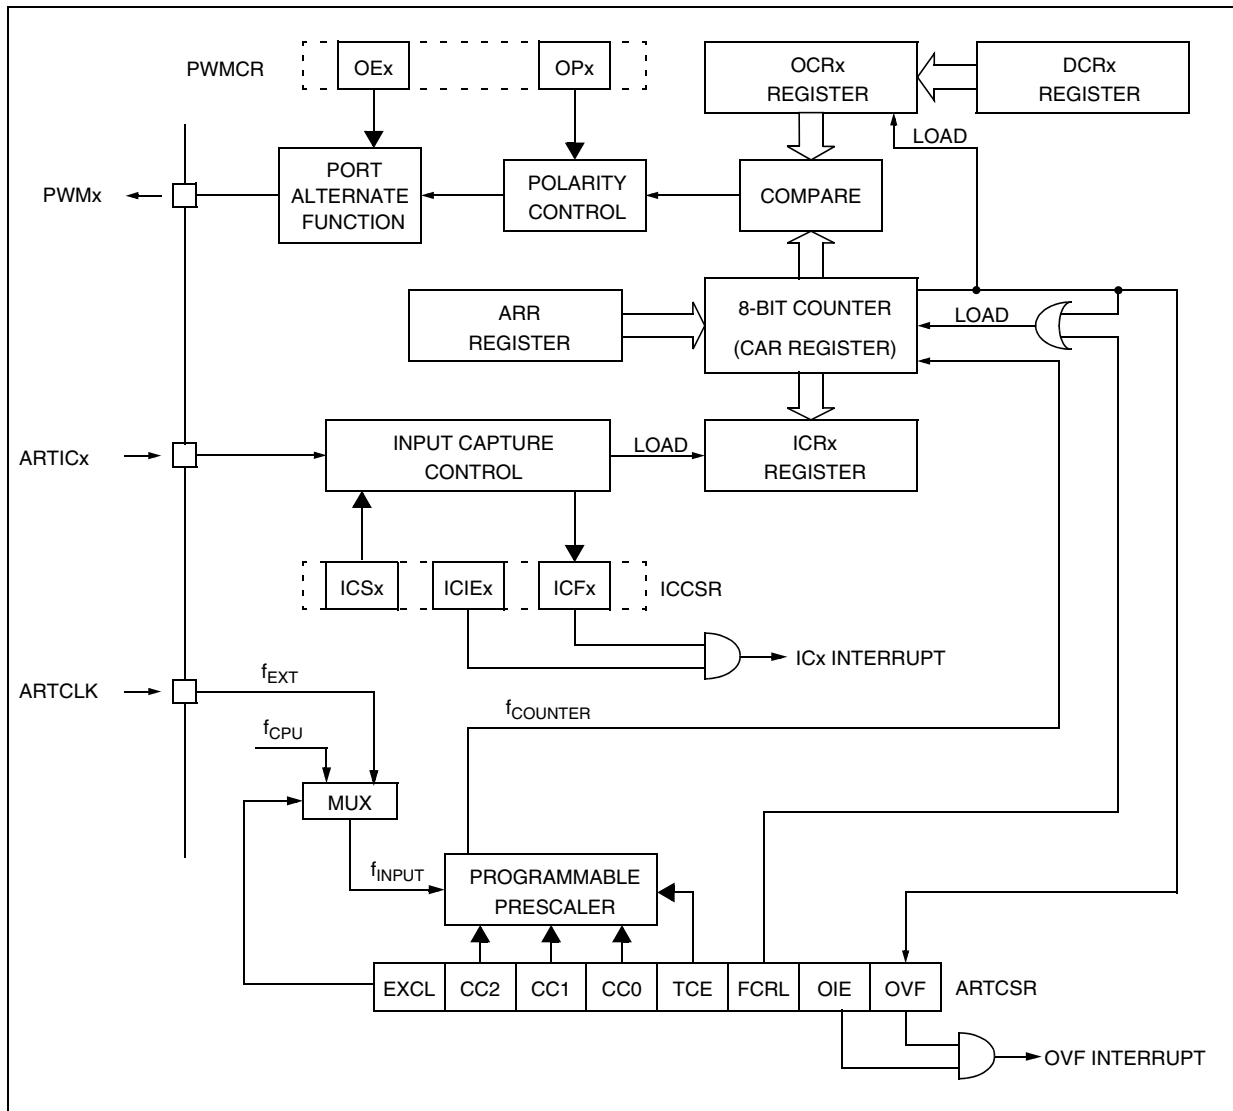 PWMCR
OEx
OPx
OCRx
REGISTER
DCRx
REGISTER
LOAD
PWMx
PORT
ALTERNATE
FUNCTION
POLARITY
CONTROL
COMPARE
ARR
REGISTER
8-BIT COUNTER
(CAR REGISTER)
LOAD
ARTICx
INPUT CAPTURE
CONTROL
LOAD
ICRx
REGISTER
ICSx
ICIEx
ICFx
ICCSR
ICx INTERRUPT
ARTCLK
fEXT
fCPU
fCOUNTER
MUX
fINPUT
PROGRAMMABLE
PRESCALER
EXCL
CC2
CC1
CC0
TCE
FCRL
OIE
OVF
ARTCSR
OVF INTERRUPT